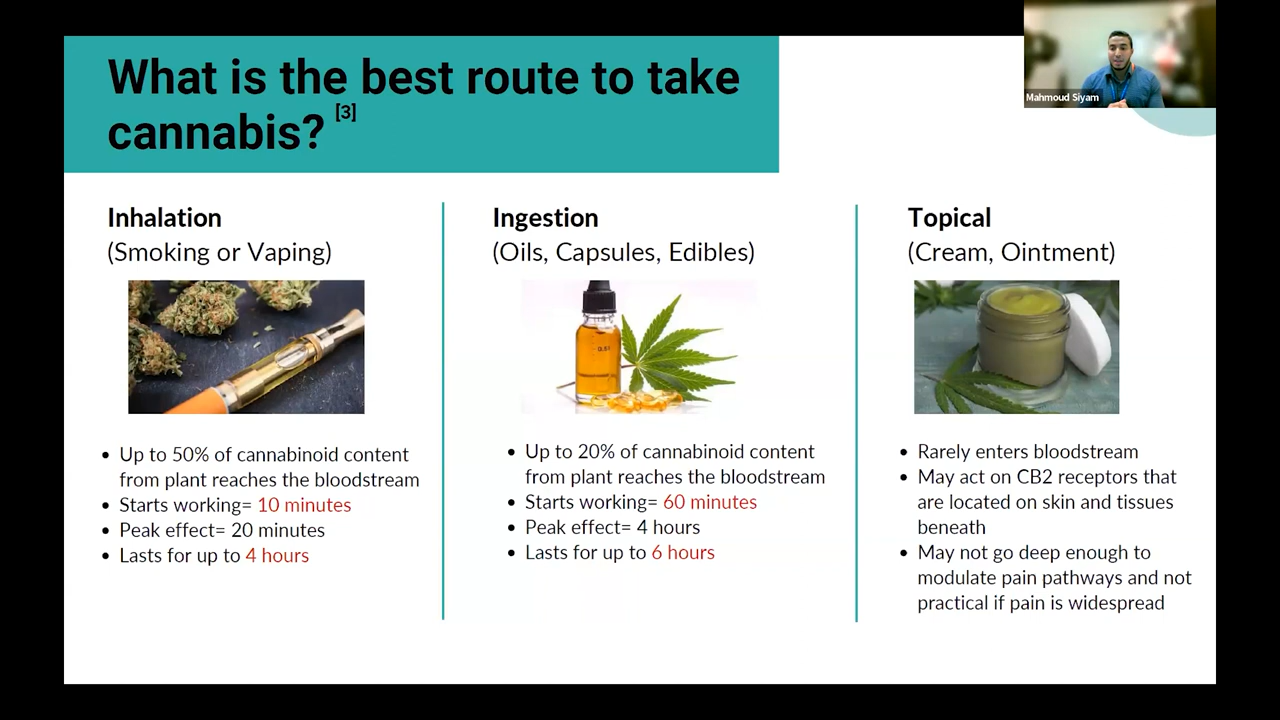 What is the best route to take
cannabis? [3]
Mahmoud Siyam
Inhalation
(Smoking or Vaping)
• Up to 50% of cannabinoid content
from plant reaches the bloodstream
• Starts working= 10 minutes
• Peak effect= 20 minutes
• Lasts for up to 4 hours
Ingestion
(Oils, Capsules, Edibles)
• Up to 20% of cannabinoid content
from plant reaches the bloodstream
• Starts working= 60 minutes
• Peak effect= 4 hours
• Lasts for up to 6 hours
Topical
(Cream, Ointment)
• Rarely enters bloodstream
• May act on CB2 receptors that
are located on skin and tissues
beneath
• May not go deep enough to
modulate pain pathways and not
practical if pain is widespread